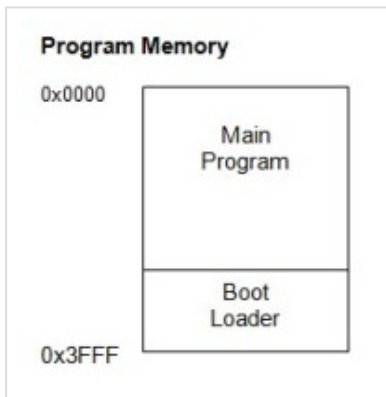 Program Memory
0x0000
Main
Program
Boot
Loader
0x3FFF